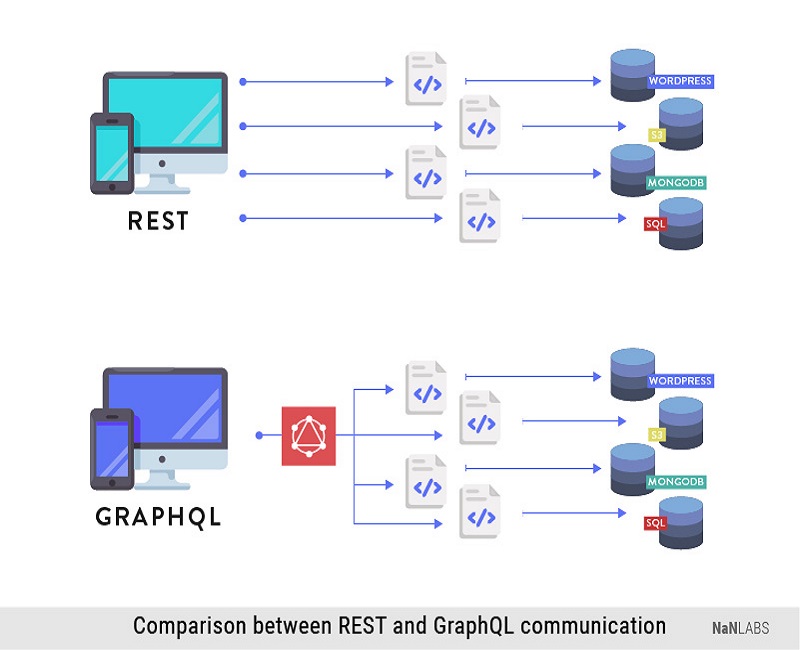 </>
WORDPRESS
</>
S3
</>
MONGODB
</>
SQL
REST
</>
WORDPRESS
</>
S3
</>
MONGODB
</>
SQL
GRAPHQL
Comparison between REST and GraphQL communication
NaNLABS